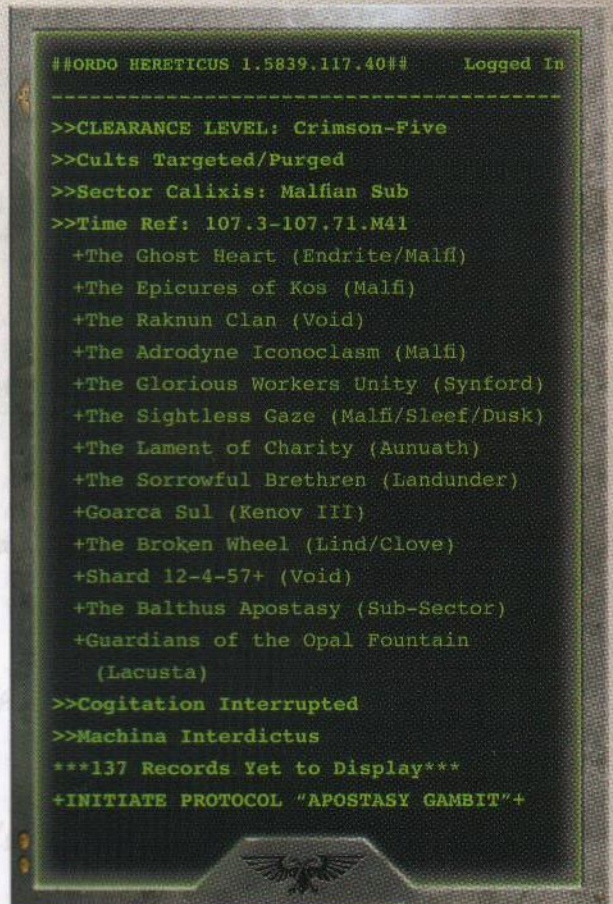 ##ORDO HERETICUS 1.5839.117.40## Logged In
>>CLEARANCE LEVEL: Crimson-Five
>>Cults Targeted/Purged
>>Sector Calixis: Malfian Sub
>>Time Ref: 107.3-107.71.M41
+The Ghost Heart (Endrite/Malfi)
+The Epicures of Kos (Malfi)
+The Raknun Clan (Void)
+The Adrodyne Iconoclasm (Malfi)
+The Glorious Workers Unity (Synford)
+The Sightless Gaze (Malfi/Sleef/Dusk)
+The Lament of Charity (Aunuath)
+The Sorrowful Brethren (Landunder)
+Goarca Sul (Kenov III)
+The Broken Wheel (Lind/Clove)
+Shard 12-4-57+ (Void)
+The Balthus Apostasy (Sub-Sector)
+Guardians of the Opal Fountain
(Lacusta)
>>Cogitation Interrupted
>>Machina Interdictus
***137 Records Yet to Display***
+INITIATE PROTOCOL “APOSTASY GAMBIT”+